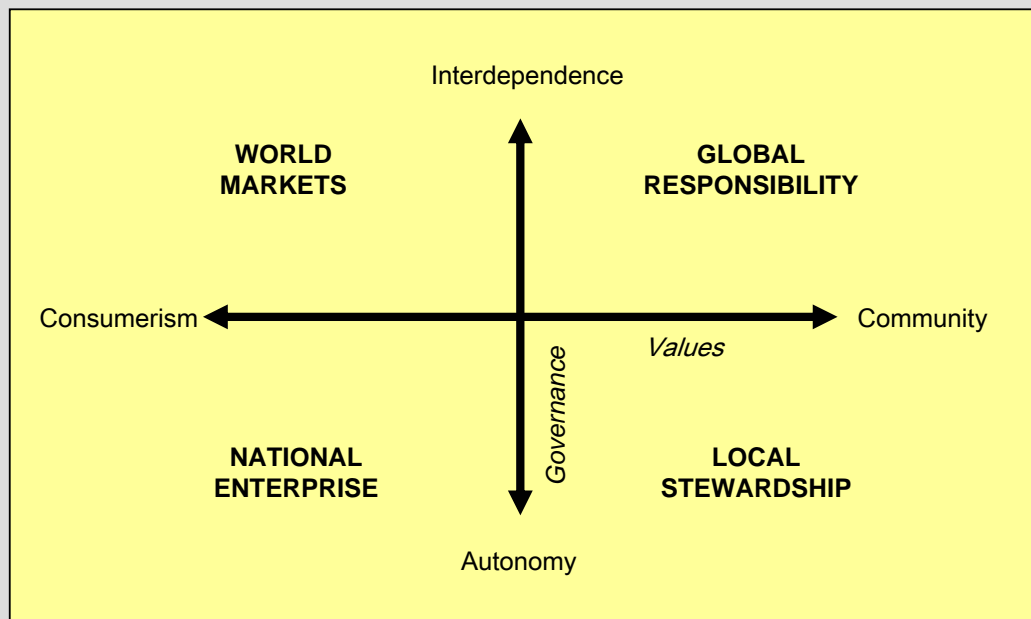 Interdependence
WORLD
MARKETS
GLOBAL
RESPONSIBILITY
Consumerism
Community
Values
Governance
NATIONAL
ENTERPRISE
LOCAL
STEWARDSHIP
Autonomy